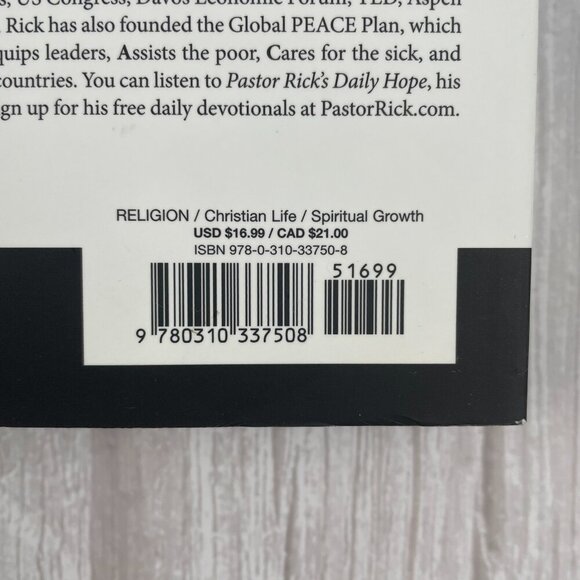 US Congress, Davos Economic Forum, TED, Aspen
Rick has also founded the Global PEACE Plan, which
quips leaders, Assists the poor, Cares for the sick, and
countries. You can listen to Pastor Rick's Daily Hope, his
gn up for his free daily devotionals at PastorRick.com.
RELIGION / Christian Life / Spiritual Growth
USD $16.99 / CAD $21.00
ISBN 978-0-310-33750-8
51699
9 780310 337508